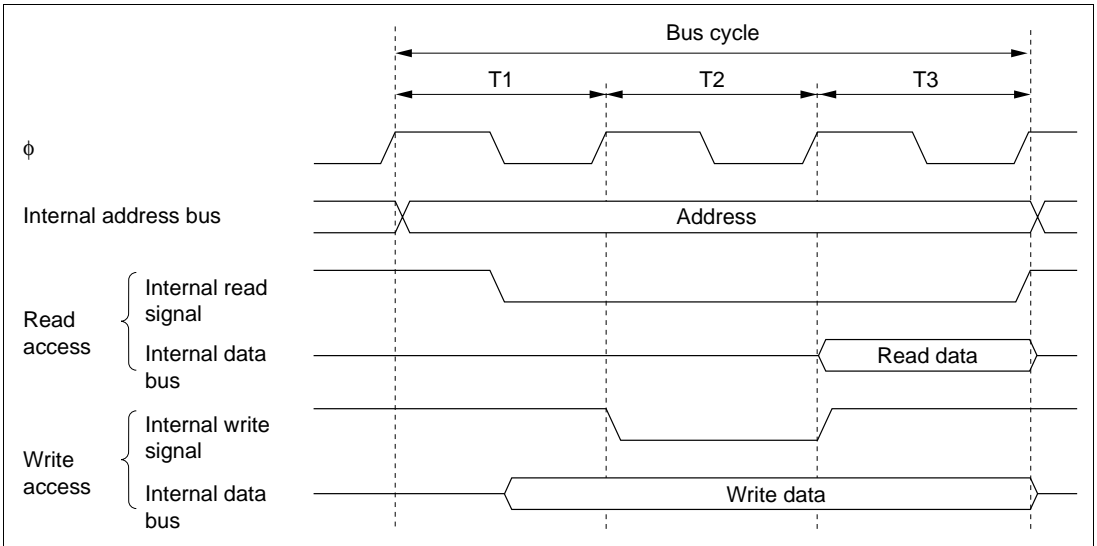 Bus cycle
T1 T2 T3
φ
Internal address bus Address
Read
access
Internal read
signal
Internal data
bus
Read data
Write
access
Internal write
signal
Internal data
bus
Write data